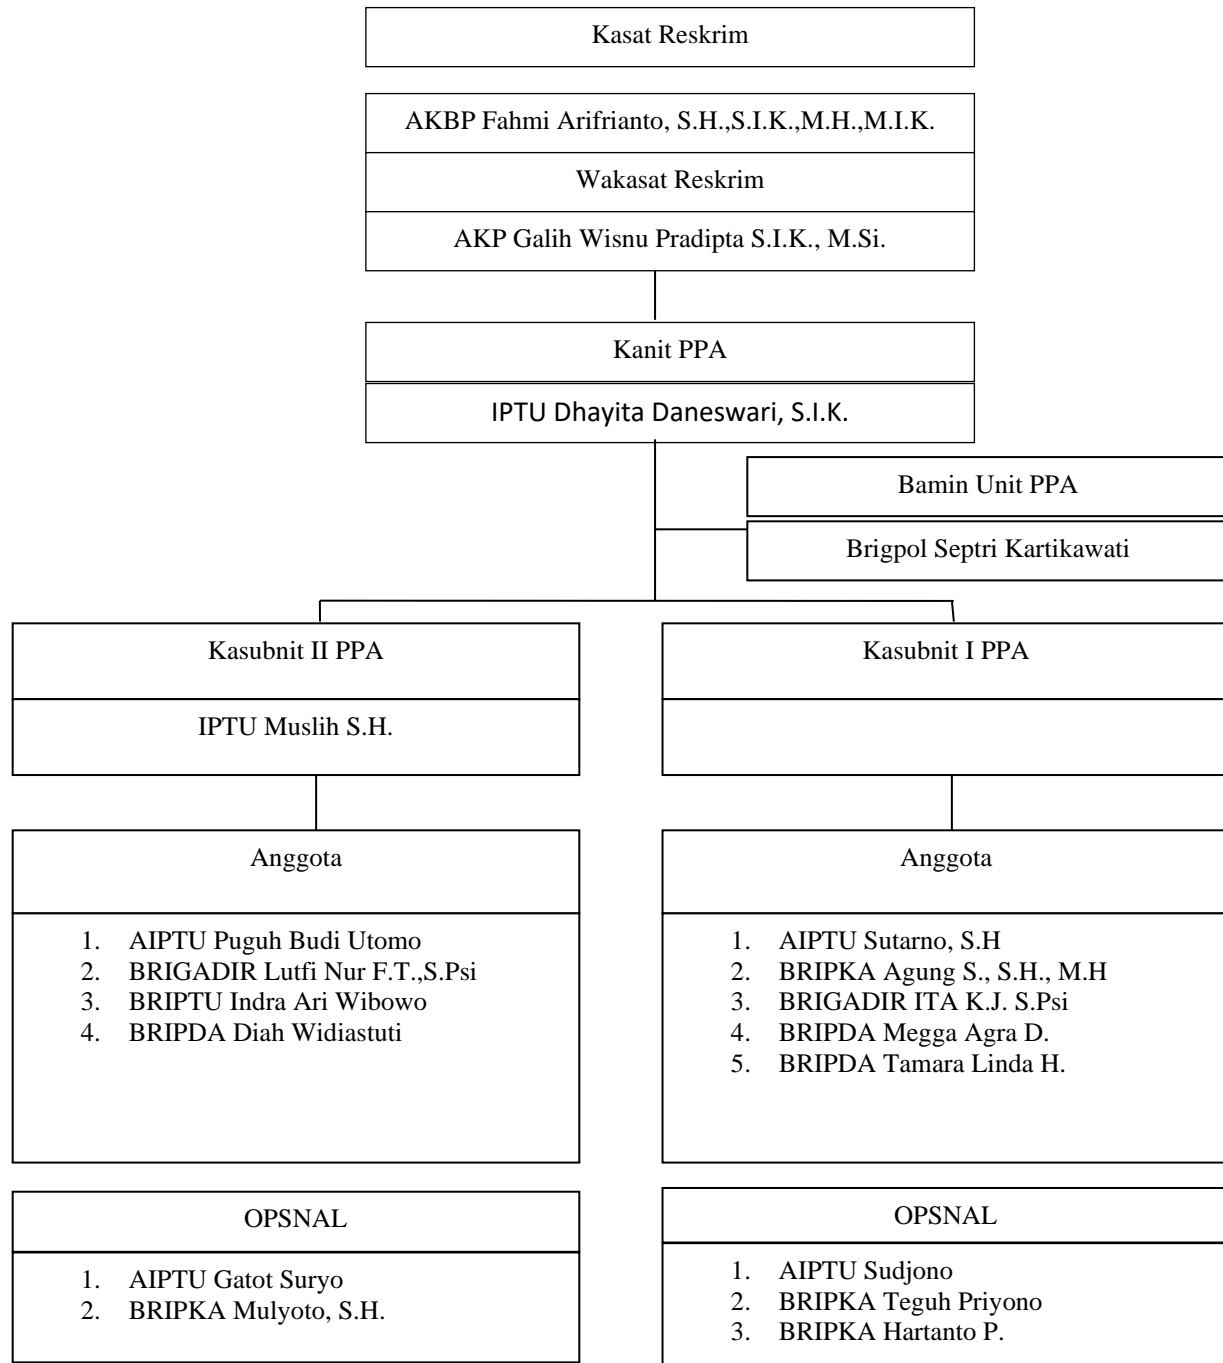 Kasat Reskrim
AKBP Fahmi Arifrianto, S.H.,S.I.K.,M.H.,M.I.K.
Wakasat Reskrim
AKP Galih Wisnu Pradipta S.I.K., M.Si.
Kanit PPA
IPTU Dhayita Daneswari, S.I.K.
Bamin Unit PPA
Brigpol Septri Kartikawati
Kasubnit II PPA
IPTU Muslih S.H.
Anggota
1. AIPTU Puguh Budi Utomo
2. BRIGADIR Lutfi Nur F.T.,S.Psi
3. BRIPTU Indra Ari Wibowo
4. BRIPDA Diah Widiastuti
OPSNAL
1. AIPTU Gatot Suryo
2. BRIPKA Mulyoto, S.H.
Kasubnit I PPA
Anggota
1. AIPTU Sutarno, S.H
2. BRIPKA Agung S., S.H., M.H
3. BRIGADIR ITA K.J. S.Psi
4. BRIPDA Megga Agra D.
5. BRIPDA Tamara Linda H.
OPSNAL
1. AIPTU Sudjono
2. BRIPKA Teguh Priyono
3. BRIPKA Hartanto P.